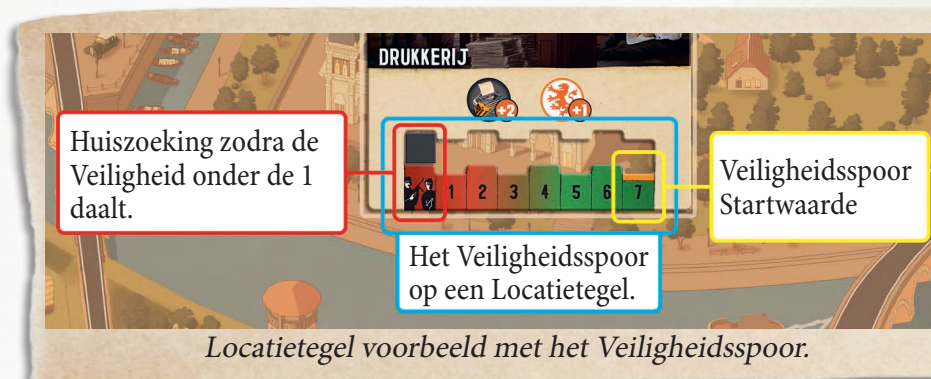 DRUKKERIJ
+2 +1
Huiszoeking zodra de
Veiligheid onder de 1
daalt.
1 2 3 4 5 6 7
Veiligheidsspoor
Startwaarde
Het Veiligheidsspoor
op een Locatietegel.
Locatietegel voorbeeld met het Veiligheidsspoor.